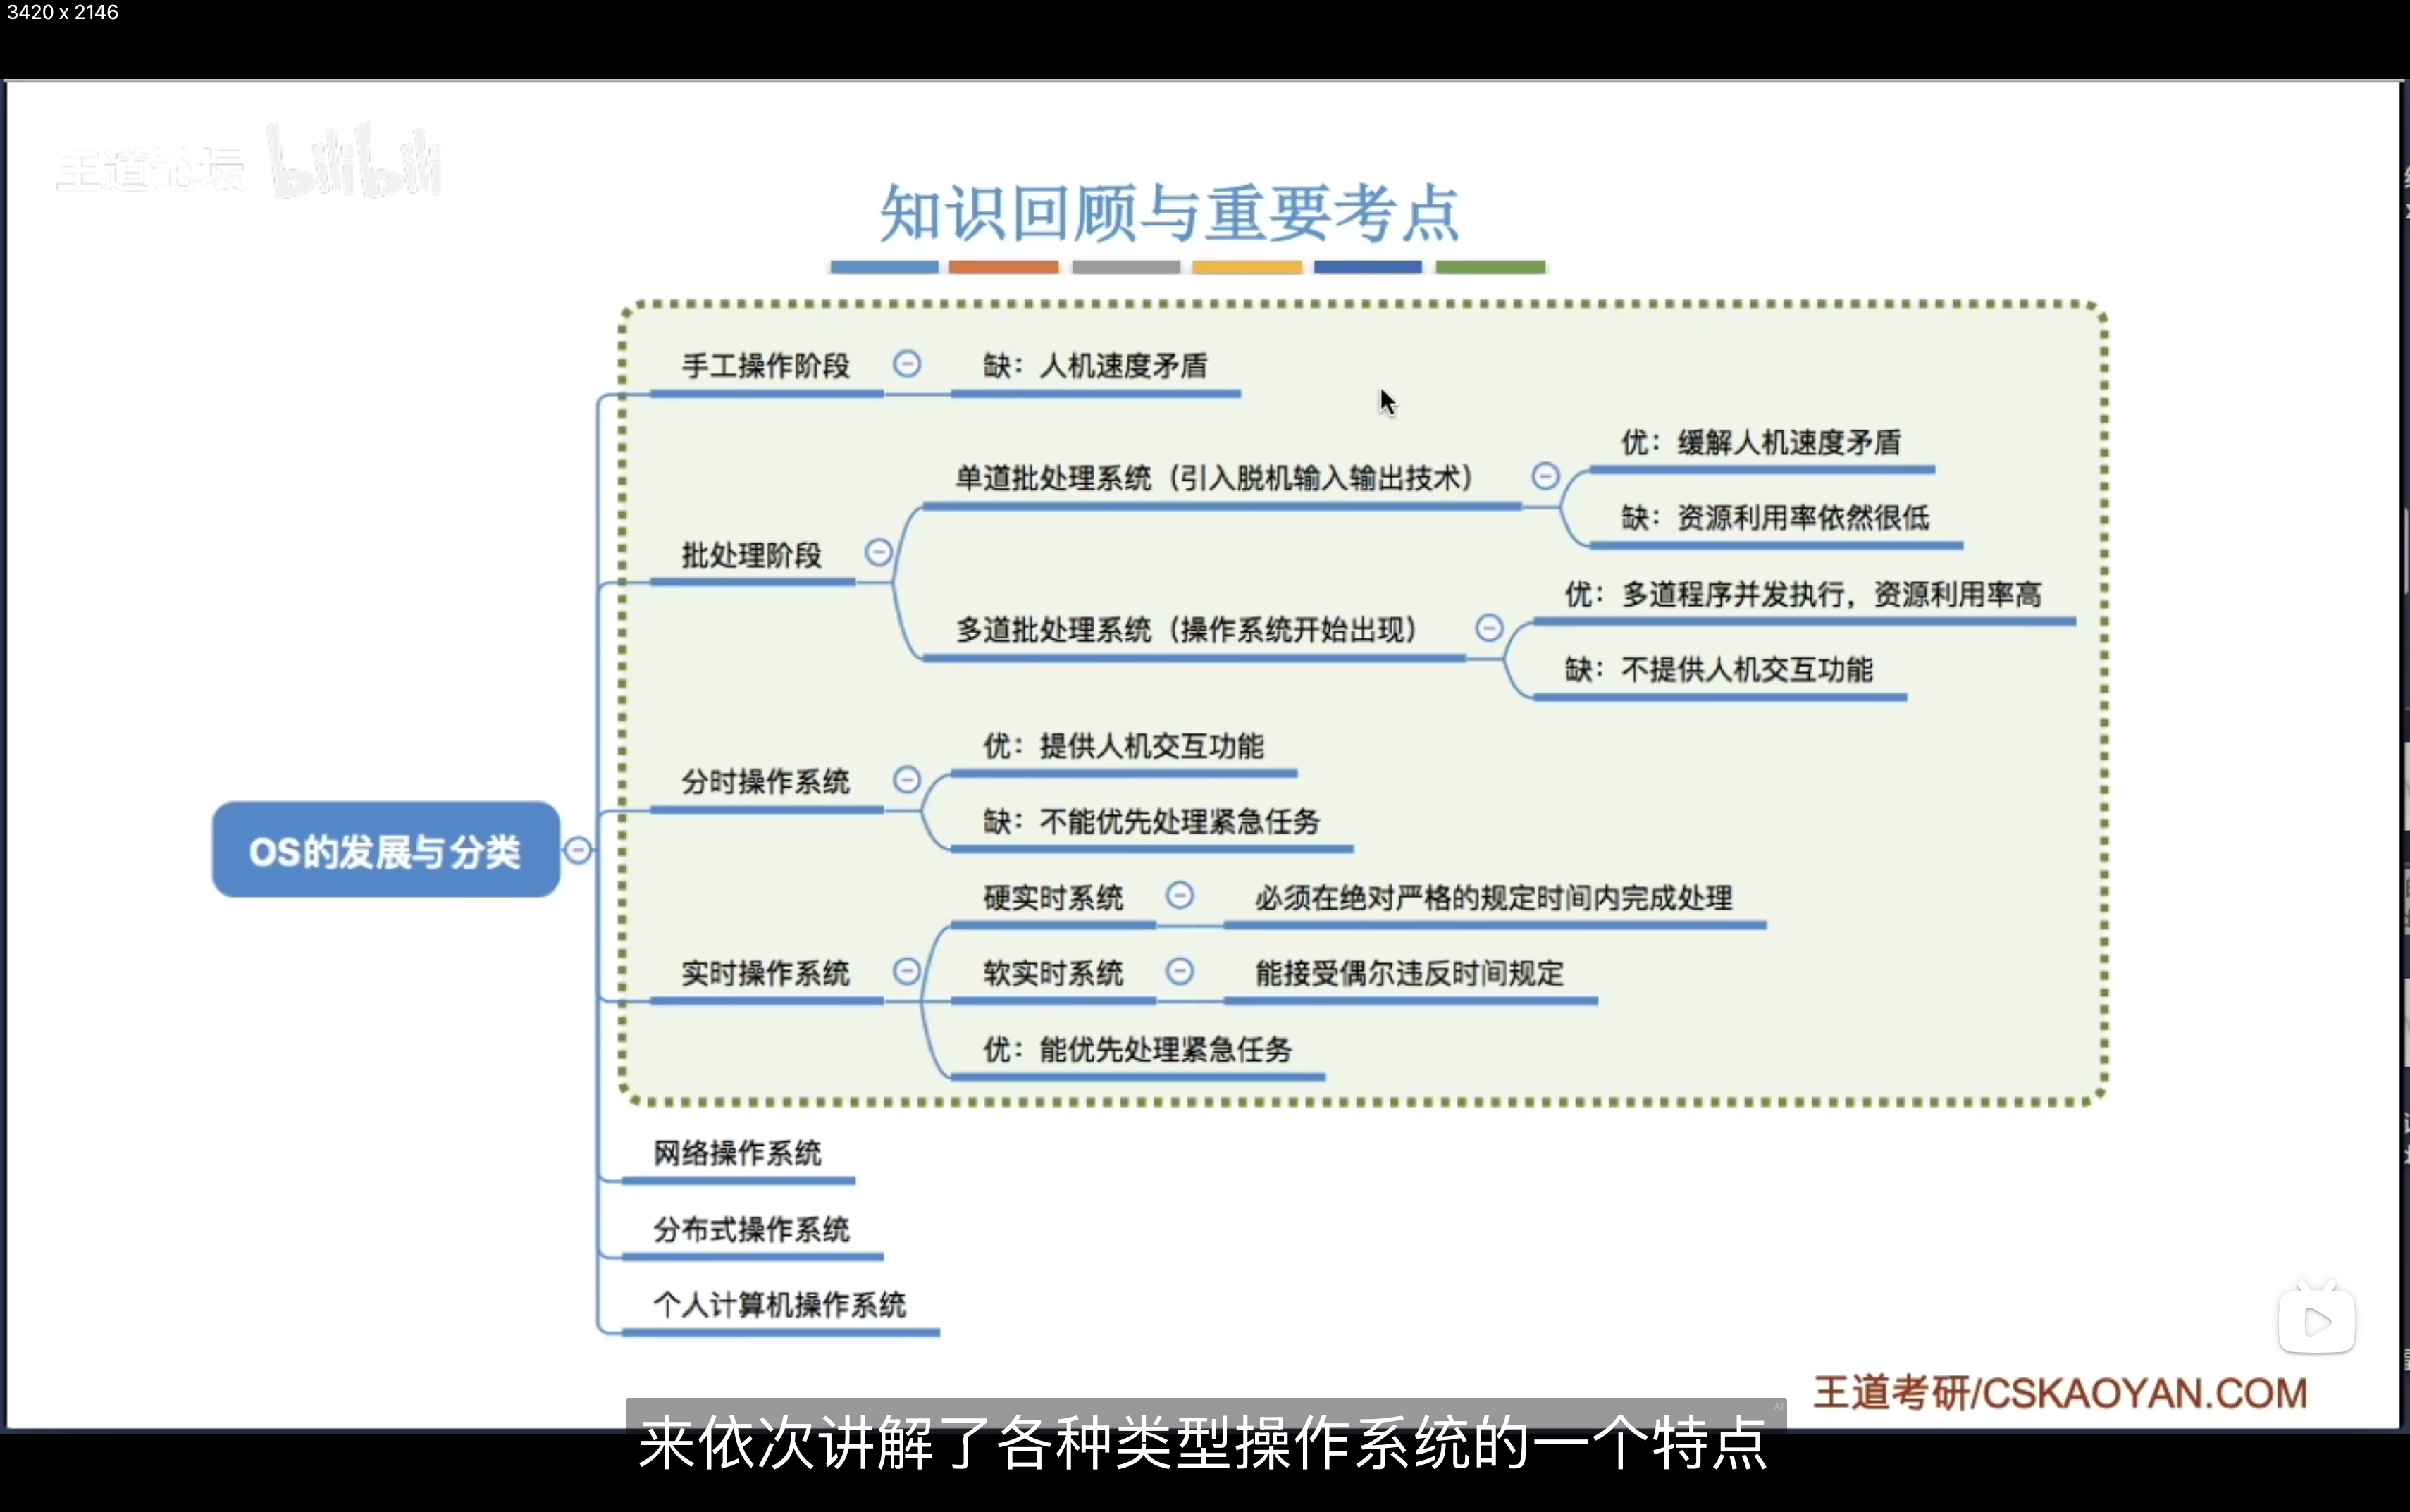 3420 x 2146
王道论坛 bilibili
知识回顾与重要考点
手工操作阶段
缺：人机速度矛盾
批处理阶段
单道批处理系统（引入脱机输入输出技术）
优：缓解人机速度矛盾
缺：资源利用率依然很低
多道批处理系统（操作系统开始出现）
优：多道程序并发执行，资源利用率高
缺：不提供人机交互功能
分时操作系统
优：提供人机交互功能
缺：不能优先处理紧急任务
OS的发展与分类
实时操作系统
硬实时系统
必须在绝对严格的规定时间内完成处理
软实时系统
能接受偶尔违反时间规定
优：能优先处理紧急任务
网络操作系统
分布式操作系统
个人计算机操作系统
王道考研/CSKAOYAN.COM
AI
来依次讲解了各种类型操作系统的一个特点